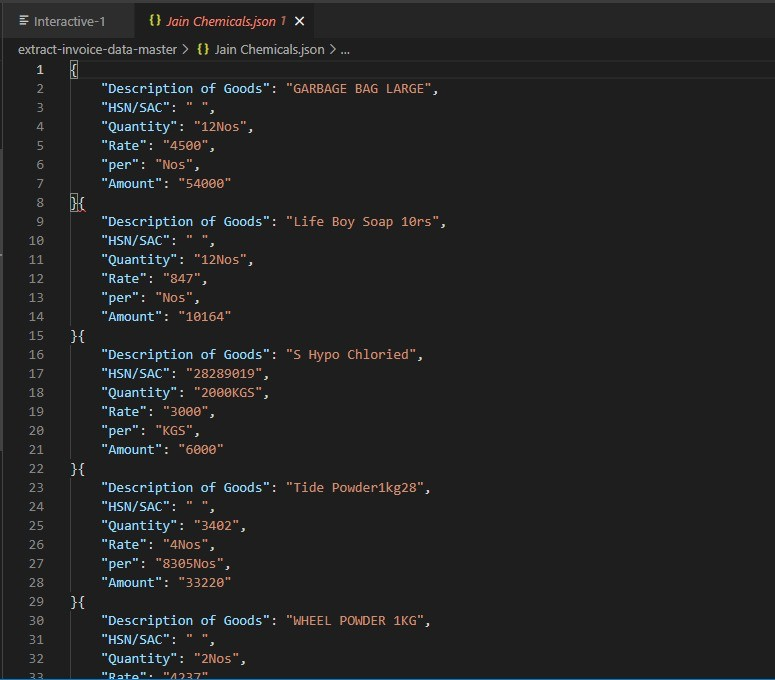 Interactive-1
{} Jain Chemicals.json 1 ×
extract-invoice-data-master > {} Jain Chemicals.json > ...
1 {
2 "Description of Goods": "GARBAGE BAG LARGE",
3 "HSN/SAC": " ",
4 "Quantity": "12Nos",
5 "Rate": "4500",
6 "per": "Nos",
7 "Amount": "54000"
8 }{
9 "Description of Goods": "Life Boy Soap 10rs",
10 "HSN/SAC": " ",
11 "Quantity": "12Nos",
12 "Rate": "847",
13 "per": "Nos",
14 "Amount": "10164"
15 }{
16 "Description of Goods": "S Hypo Chloried",
17 "HSN/SAC": "28289019",
18 "Quantity": "2000KGS",
19 "Rate": "3000",
20 "per": "KGS",
21 "Amount": "6000"
22 }{
23 "Description of Goods": "Tide Powder1kg28",
24 "HSN/SAC": " ",
25 "Quantity": "3402",
26 "Rate": "4Nos",
27 "per": "8305Nos",
28 "Amount": "33220"
29 }{
30 "Description of Goods": "WHEEL POWDER 1KG",
31 "HSN/SAC": " ",
32 "Quantity": "2Nos",
33 "Rate": "4237"